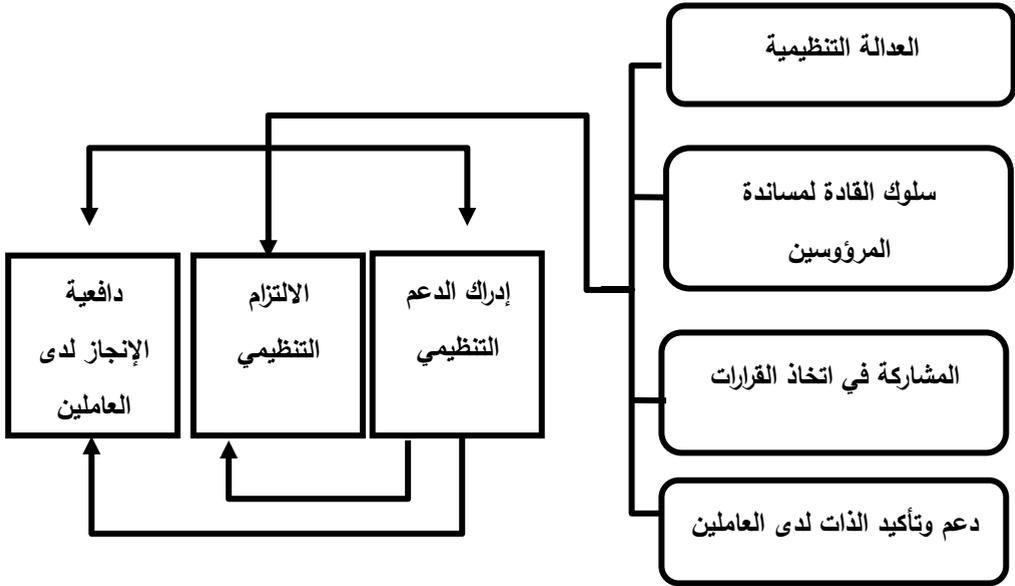 العدالة التنظيمية
سلوك القادة لمساندة
المرؤوسين
المشاركة في اتخاذ القرارات
دعم وتأكيد الذات لدى العاملين
إدراك الدعم
التنظيمي
الالتزام
التنظيمي
دافعية
الإنجاز لدى
العاملين